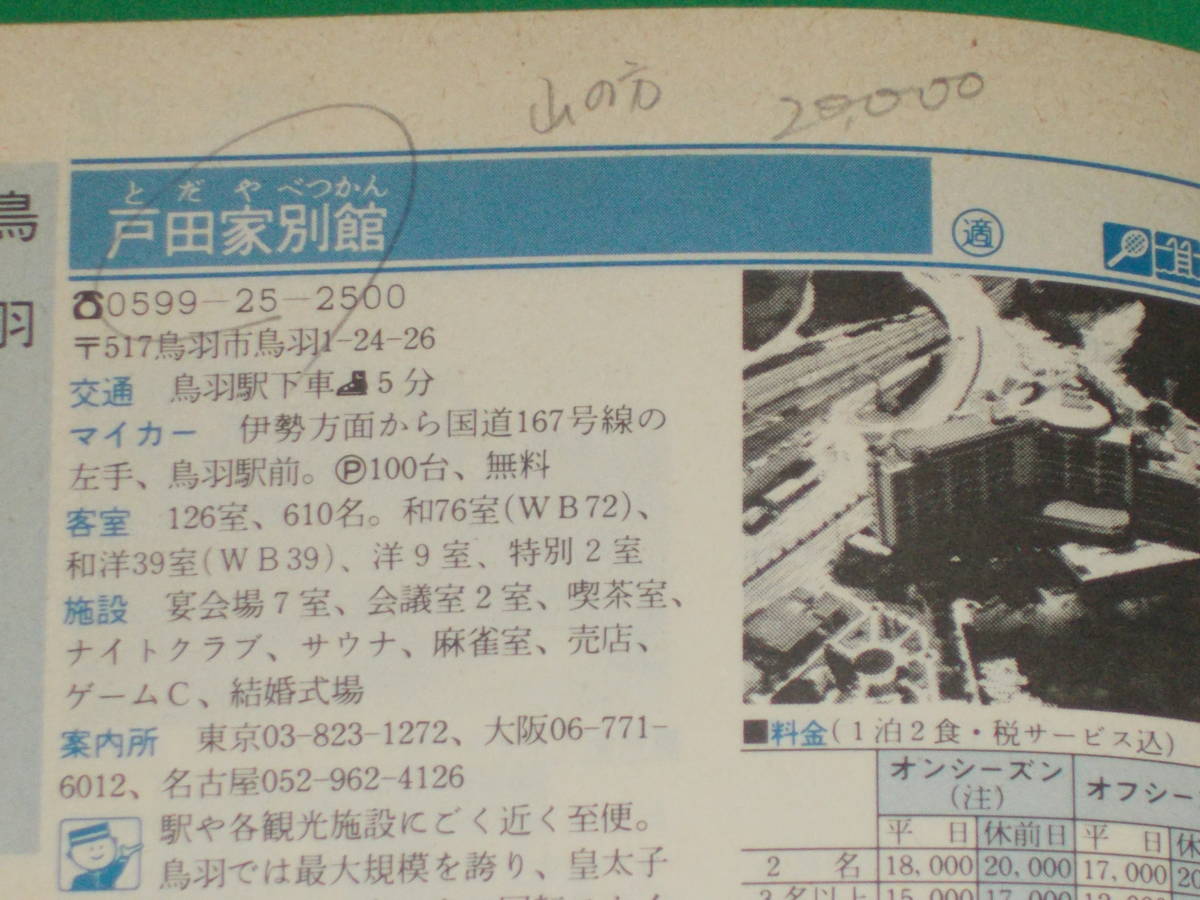 山の方 20,000
鳥羽
とだやべつかん
戸田家別館
適
☎0599-25-2500
〒517鳥羽市鳥羽1-24-26
交通 鳥羽駅下車 5分
マイカー 伊勢方面から国道167号線の
左手、鳥羽駅前。Ⓟ100台、無料
客室 126室、610名。和76室(WB72)、
和洋39室(WB39)、洋9室、特別2室
施設 宴会場7室、会議室2室、喫茶室、
ナイトクラブ、サウナ、麻雀室、売店、
ゲームC、結婚式場
案内所 東京03-823-1272、大阪06-771-
6012、名古屋052-962-4126
駅や各観光施設にごく近く至便。
鳥羽では最大規模を誇り、皇太子
■料金(1泊2食・税サービス込)
オンシーズン オフシー
(注)
平日 休前日 平日 休
2名 18,000 20,000 17,000 20
3名以上 15,000 17,000